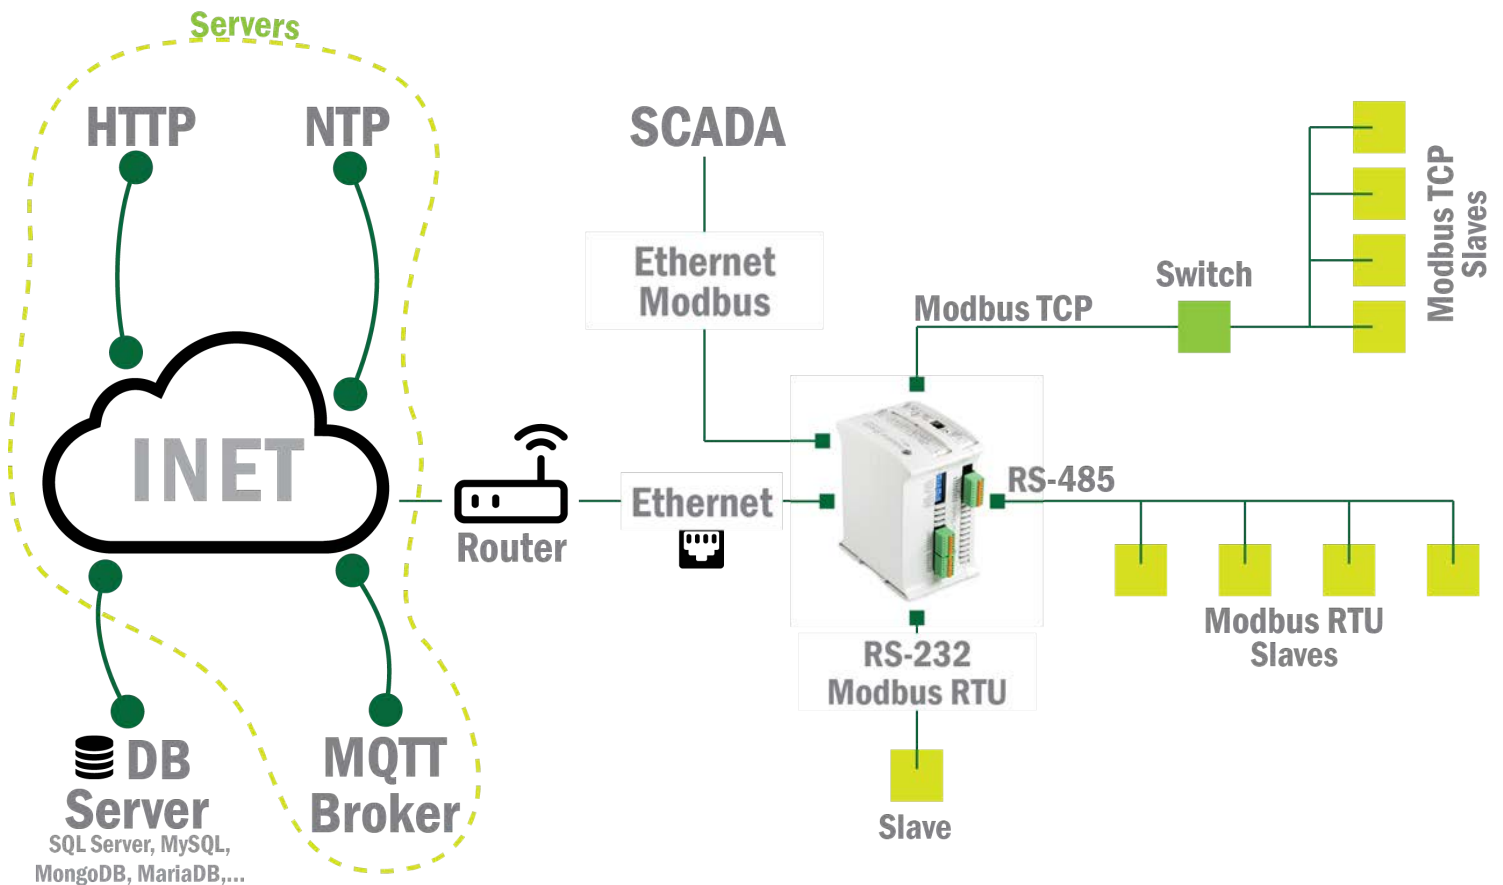 Servers
HTTP
NTP
SCADA
Ethernet
Modbus
Modbus TCP
Switch
Modbus TCP
Slaves
INET
Router
Ethernet
RS-485
Modbus RTU
Slaves
RS-232
Modbus RTU
Slave
DB
Server
SQL Server, MySQL,
MongoDB, MariaDB,...
MQTT
Broker